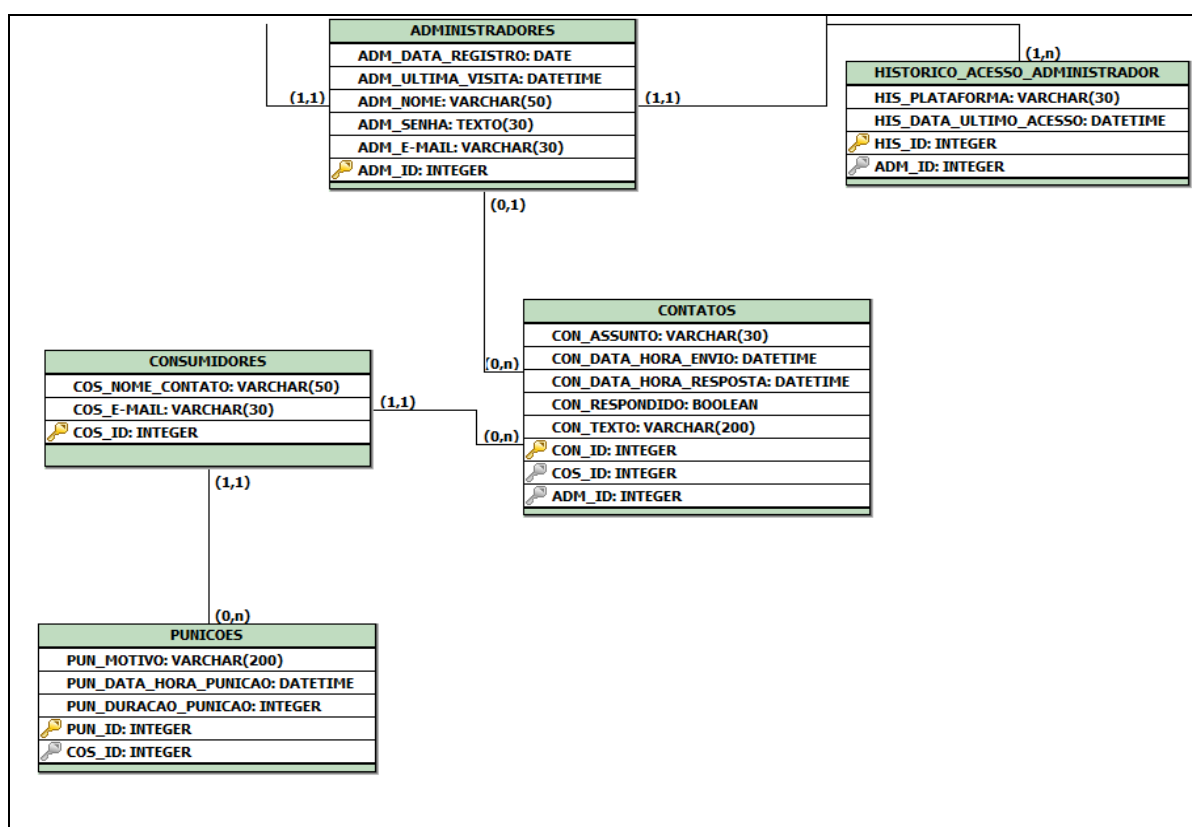 ADMINISTRADORES
ADM_DATA_REGISTRO: DATE
ADM_ULTIMA_VISITA: DATETIME
ADM_NOME: VARCHAR(50)
ADM_SENHA: TEXTO(30)
ADM_E-MAIL: VARCHAR(30)
ADM_ID: INTEGER
(1,1)
(1,1)
(0,1)
(1,n)
HISTORICO_ACESSO_ADMINISTRADOR
HIS_PLATAFORMA: VARCHAR(30)
HIS_DATA_ULTIMO_ACESSO: DATETIME
HIS_ID: INTEGER
ADM_ID: INTEGER
CONTATOS
CON_ASSUNTO: VARCHAR(30)
CON_DATA_HORA_ENVIO: DATETIME
CON_DATA_HORA_RESPOSTA: DATETIME
CON_RESPONDIDO: BOOLEAN
CON_TEXTO: VARCHAR(200)
CON_ID: INTEGER
COS_ID: INTEGER
ADM_ID: INTEGER
(0,n)
(0,n)
CONSUMIDORES
COS_NOME_CONTATO: VARCHAR(50)
COS_E-MAIL: VARCHAR(30)
COS_ID: INTEGER
(1,1)
(1,1)
(0,n)
PUNICOES
PUN_MOTIVO: VARCHAR(200)
PUN_DATA_HORA_PUNICAO: DATETIME
PUN_DURACAO_PUNICAO: INTEGER
PUN_ID: INTEGER
COS_ID: INTEGER